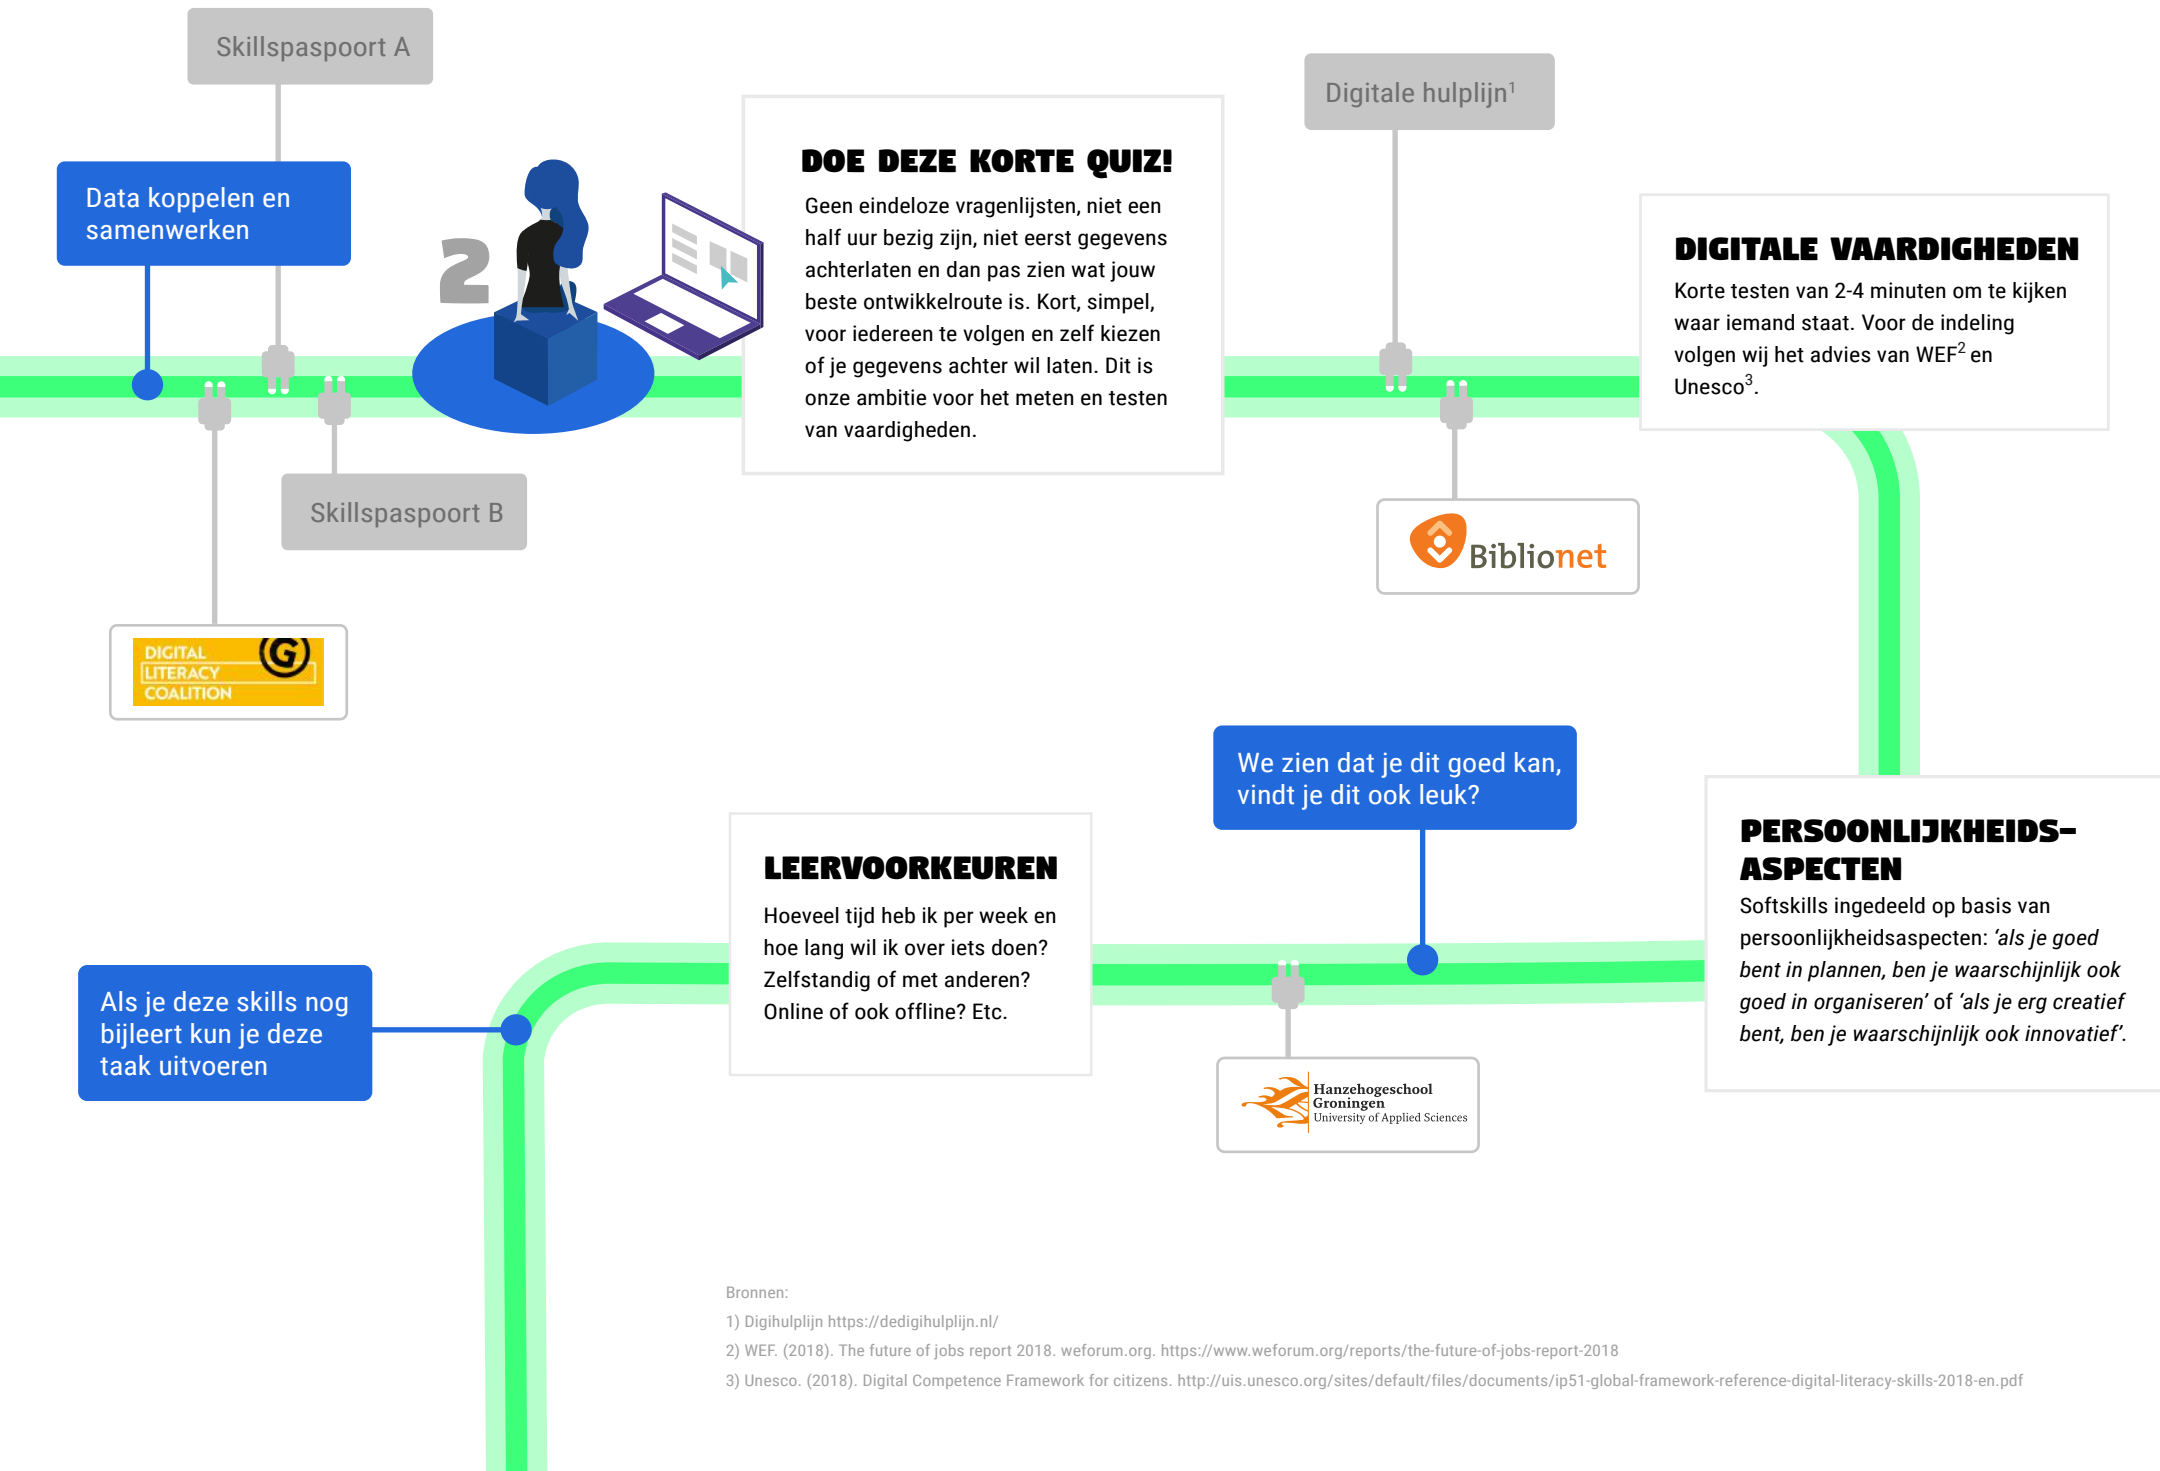 Skillspaspoort A
Data koppelen en
samenwerken
2
Skillspaspoort B
DIGITAL
LITERACY
COALITION
G
DOE DEZE KORTE QUIZ!
Geen eindeloze vragenlijsten, niet een
half uur bezig zijn, niet eerst gegevens
achterlaten en dan pas zien wat jouw
beste ontwikkelroute is. Kort, simpel,
voor iedereen te volgen en zelf kiezen
of je gegevens achter wil laten. Dit is
onze ambitie voor het meten en testen
van vaardigheden.
Digitale hulplijn¹
Biblionet
DIGITALE VAARDIGHEDEN
Korte testen van 2-4 minuten om te kijken
waar iemand staat. Voor de indeling
volgen wij het advies van WEF² en
Unesco³.
PERSOONLIJKHEIDS-
ASPECTEN
Softskills ingedeeld op basis van
persoonlijkheidsaspecten: ‘als je goed
bent in plannen, ben je waarschijnlijk ook
goed in organiseren’ of ‘als je erg creatief
bent, ben je waarschijnlijk ook innovatief’.
We zien dat je dit goed kan,
vindt je dit ook leuk?
Hanzehogeschool
Groningen
University of Applied Sciences
LEERVOORKEUREN
Hoeveel tijd heb ik per week en
hoe lang wil ik over iets doen?
Zelfstandig of met anderen?
Online of ook offline? Etc.
Als je deze skills nog
bijleert kun je deze
taak uitvoeren
Bronnen:
1) Digihulplijn https://dedigihulplijn.nl/
2) WEF. (2018). The future of jobs report 2018. weforum.org. https://www.weforum.org/reports/the-future-of-jobs-report-2018
3) Unesco. (2018). Digital Competence Framework for citizens. http://uis.unesco.org/sites/default/files/documents/ip51-global-framework-reference-digital-literacy-skills-2018-en.pdf